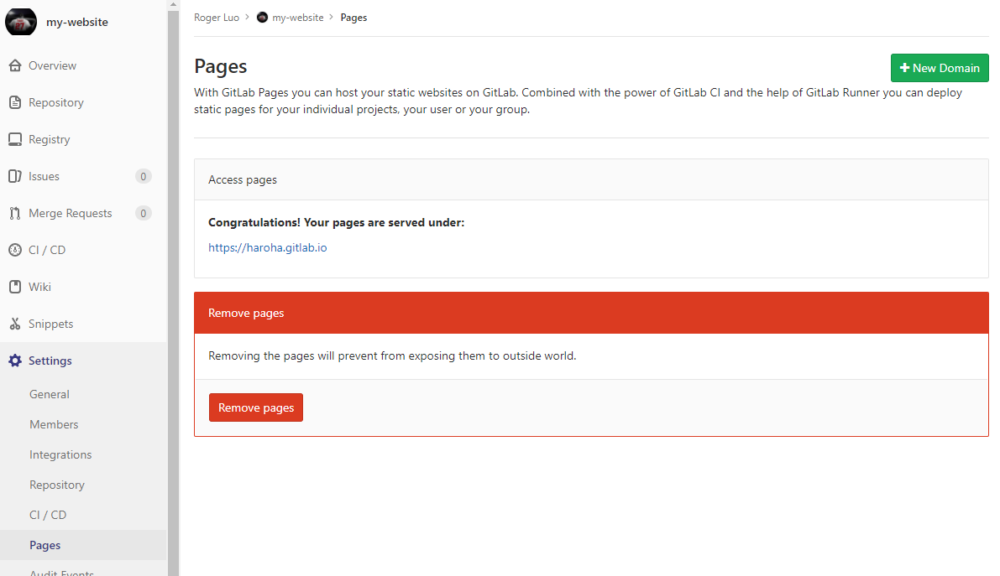 my-website
Overview
Repository
Registry
Issues 0
Merge Requests 0
CI / CD
Wiki
Snippets
Settings
General
Members
Integrations
Repository
CI / CD
Pages
Audit Events
Roger Luo > my-website > Pages
Pages
New Domain
With GitLab Pages you can host your static websites on GitLab. Combined with the power of GitLab CI and the help of GitLab Runner you can deploy
static pages for your individual projects, your user or your group.
Access pages
Congratulations! Your pages are served under:
https://haroha.gitlab.io
Remove pages
Removing the pages will prevent from exposing them to outside world.
Remove pages